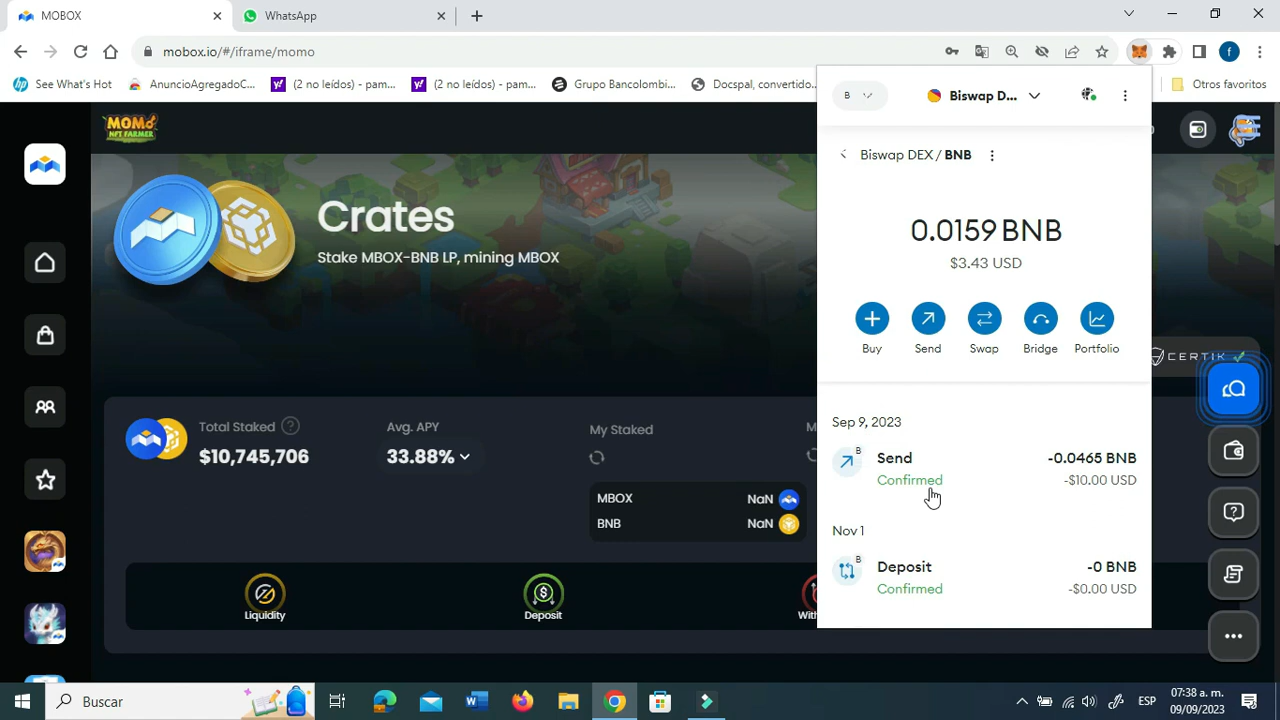 MOBOX
WhatsApp
mobox.io/#/iframe/momo
See What's Hot
AnuncioAgregadoC...
(2 no leídos) - pam...
(2 no leídos) - pam...
Grupo Bancolombi...
Docspal, convertido...
Otros favoritos
f
B
Biswap D...
MOMO
NFT FARMER
Biswap DEX / BNB
Crates
Stake MBOX-BNB LP, mining MBOX
0.0159 BNB
$3.43 USD
Buy
Send
Swap
Bridge
Portfolio
CERTIK
Sep 9, 2023
B
Send
-0.0465 BNB
Confirmed
-$10.00 USD
Nov 1
B
Deposit
-0 BNB
Confirmed
-$0.00 USD
Total Staked ?
$10,745,706
Avg. APY
33.88%
My Staked
M
MBOX
NaN
BNB
NaN
Liquidity
Deposit
With
Buscar
ESP
07:38 a. m.
09/09/2023